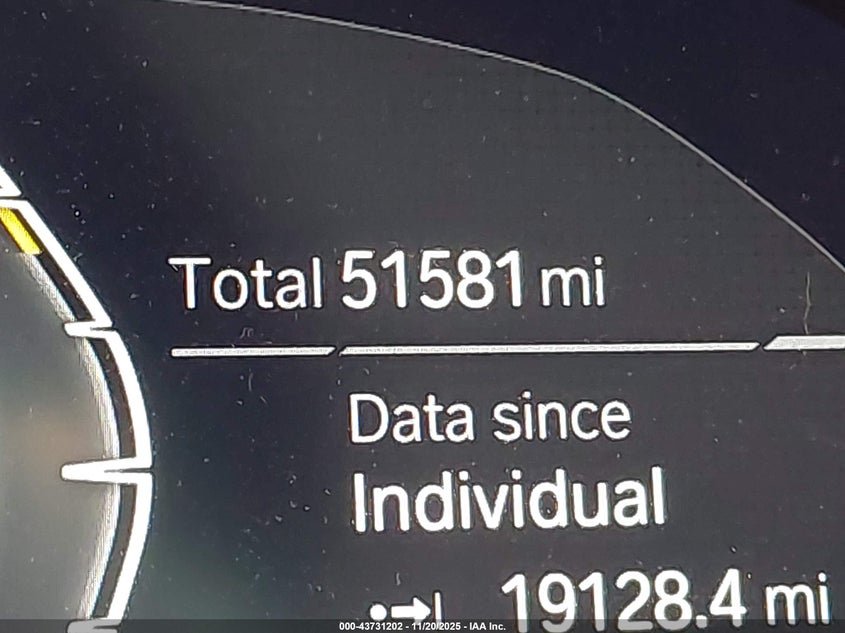 Total 51581 mi
Data since
Individual
19128.4 mi
000-43731202 - 11/20/2025 - IAA Inc.